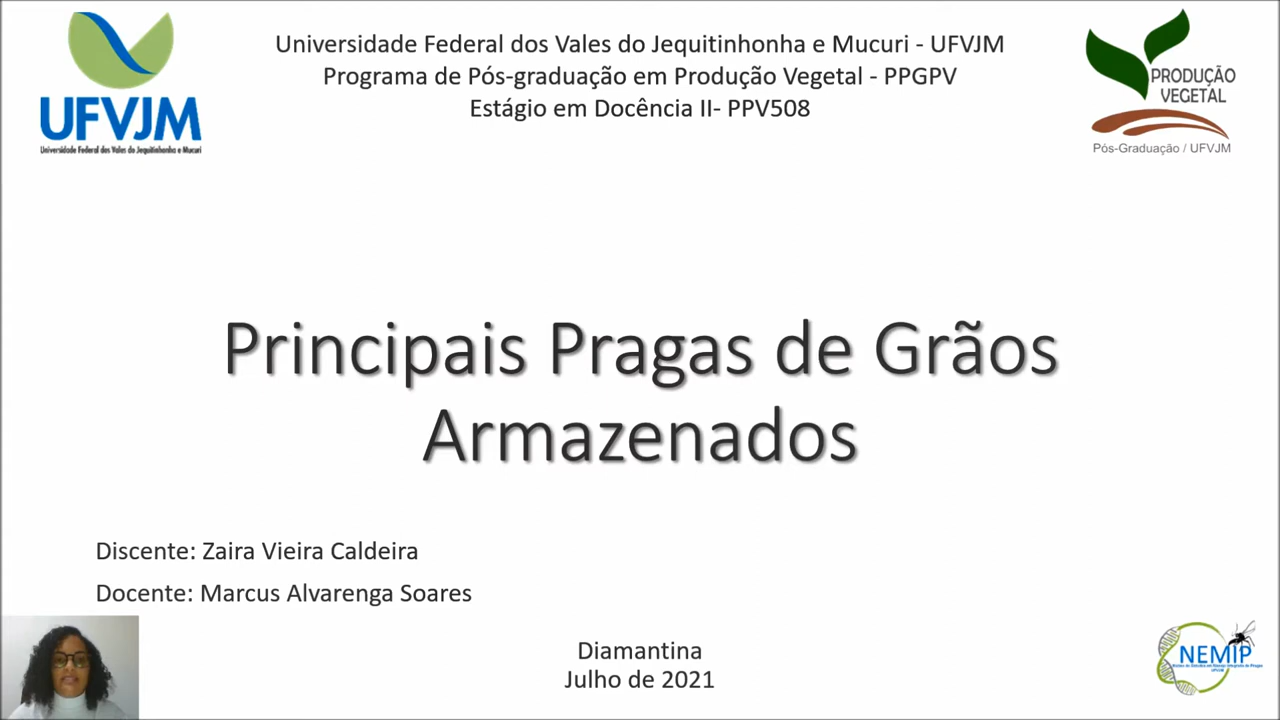 Universidade Federal dos Vales do Jequitinhonha e Mucuri - UFVJM
Programa de Pós-graduação em Produção Vegetal - PPGPV
Estágio em Docência II- PPV508
UFVJM
Universidade Federal dos Vales do Jequitinhonha e Mucuri
PRODUÇÃO
VEGETAL
Pós-Graduação / UFVJM
Principais Pragas de Grãos
Armazenados
Discente: Zaira Vieira Caldeira
Docente: Marcus Alvarenga Soares
Diamantina
Julho de 2021
NEMIP
UFVJM